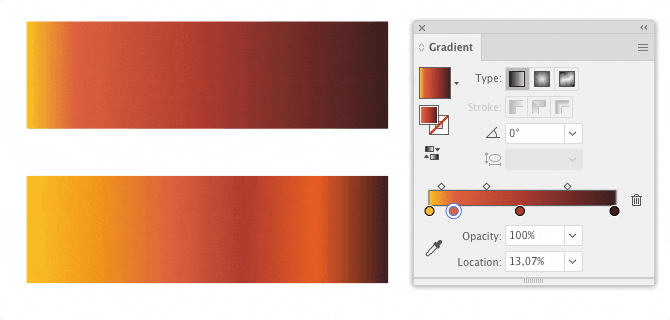 Gradient
Type:
Stroke:
0°
Opacity: 100%
Location: 13,07%